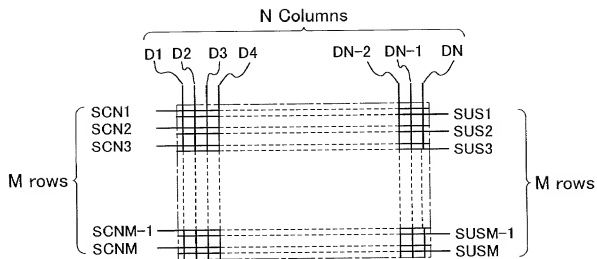 N Columns
D1 D2 D3 D4 DN-2 DN-1 DN
SCN1 SUS1
SCN2 SUS2
SCN3 SUS3
M rows M rows
SCNM-1 SUSM-1
SCNM SUSM